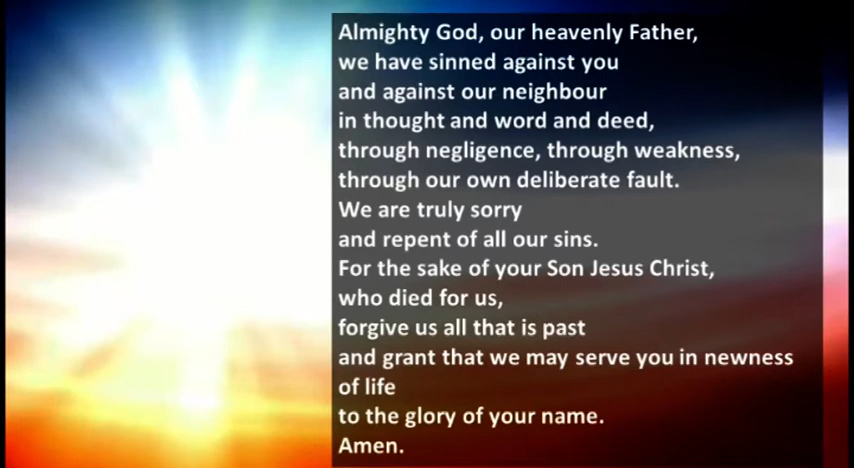 Almighty God, our heavenly Father,
we have sinned against you
and against our neighbour
in thought and word and deed,
through negligence, through weakness,
through our own deliberate fault.
We are truly sorry
and repent of all our sins.
For the sake of your Son Jesus Christ,
who died for us,
forgive us all that is past
and grant that we may serve you in newness
of life
to the glory of your name.
Amen.